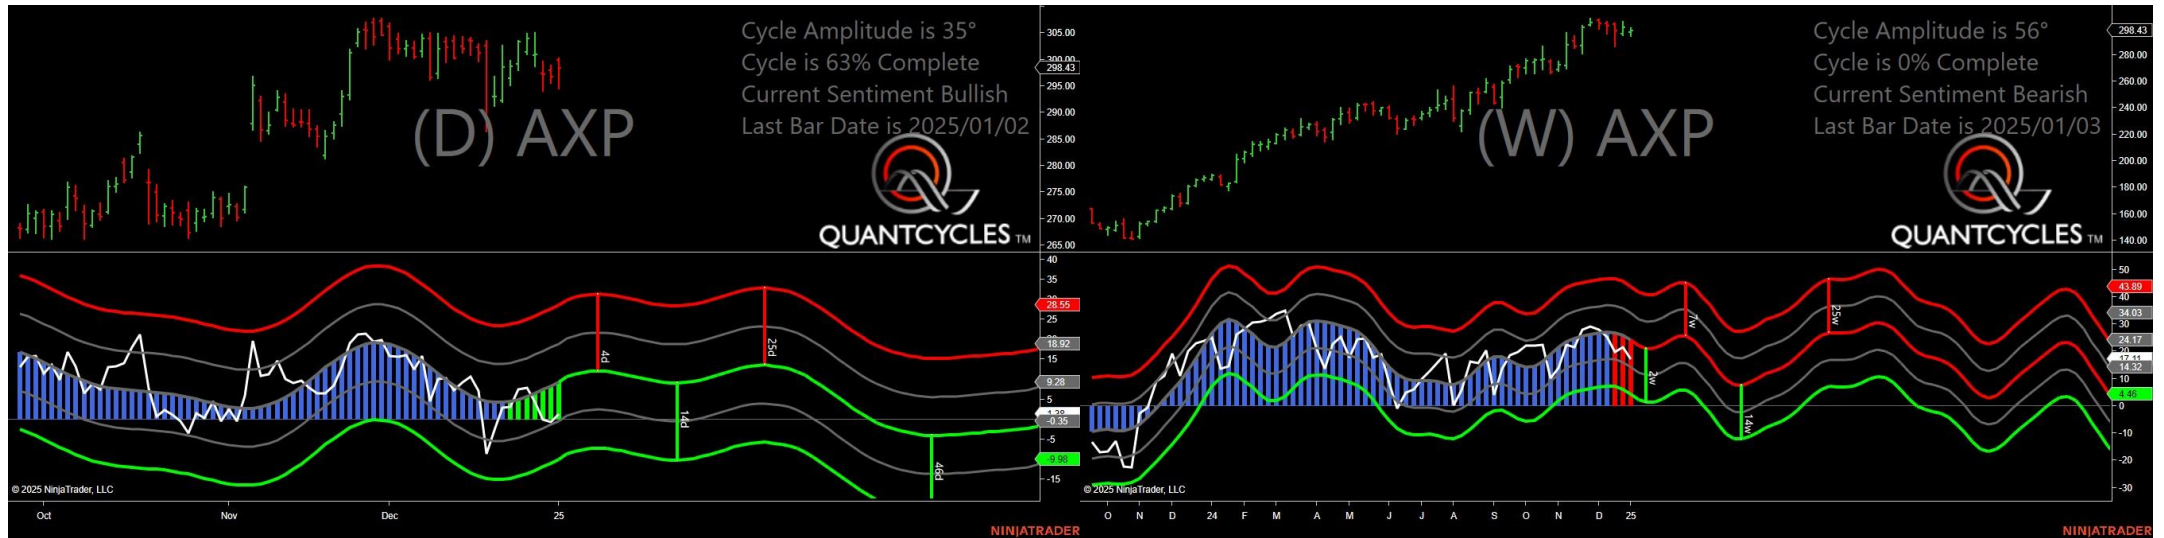 Cycle Amplitude is 35°
Cycle is 63% Complete
Current Sentiment Bullish
Last Bar Date is 2025/01/02
(D) AXP
QUANTCYCLES TM
305.00
300.00
298.43
295.00
290.00
285.00
280.00
275.00
270.00
265.00
40
35
28.55
25
18.92
15
9.28
5
-0.35
-5
-9.98
-15
4d
14d
25d
46d
© 2025 NinjaTrader, LLC
Oct Nov Dec 25
NINJATRADER
Cycle Amplitude is 56°
Cycle is 0% Complete
Current Sentiment Bearish
Last Bar Date is 2025/01/03
(W) AXP
QUANTCYCLES TM
298.43
280.00
260.00
240.00
220.00
200.00
180.00
160.00
140.00
50
43.89
40
34.03
30
24.17
17.11
14.32
10
4.46
0
-10
-20
-30
2w
7w
14w
25w
© 2025 NinjaTrader, LLC
O N D 24 F M A M J J A S O N D 25
NINJATRADER